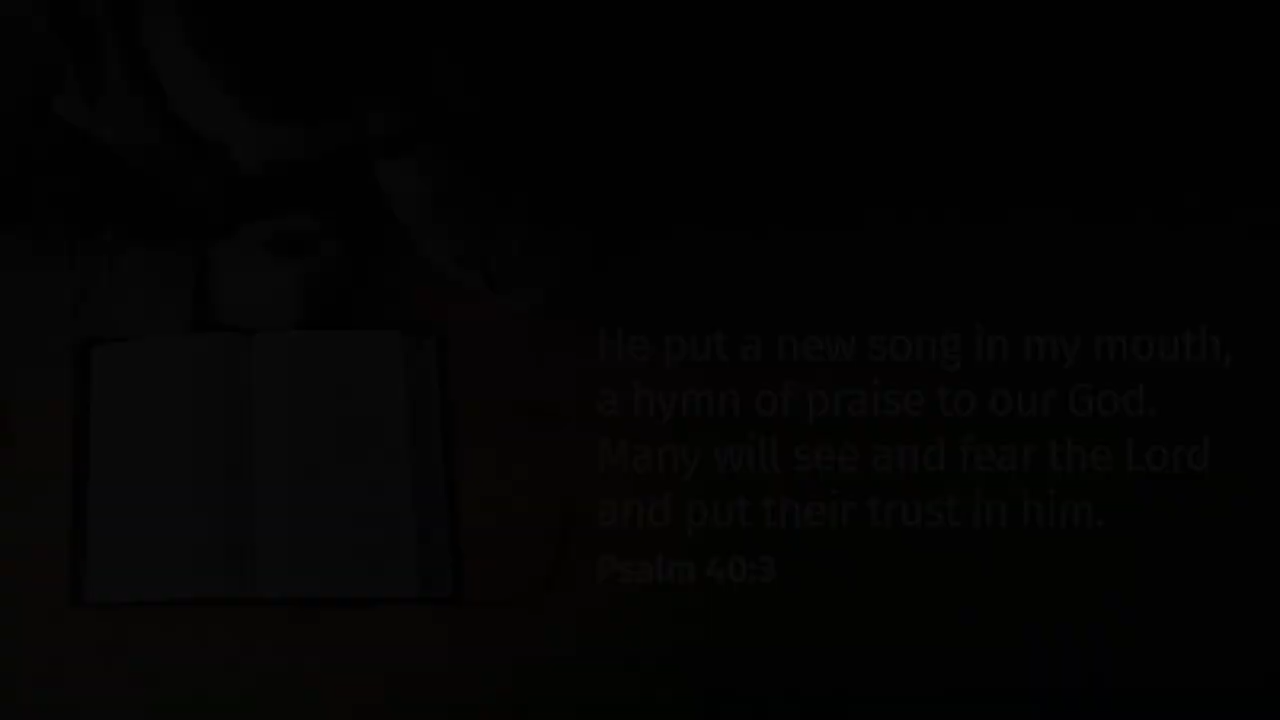 He put a new song in my mouth,
a hymn of praise to our God.
Many will see and fear the Lord
and put their trust in him.
Psalm 40:3